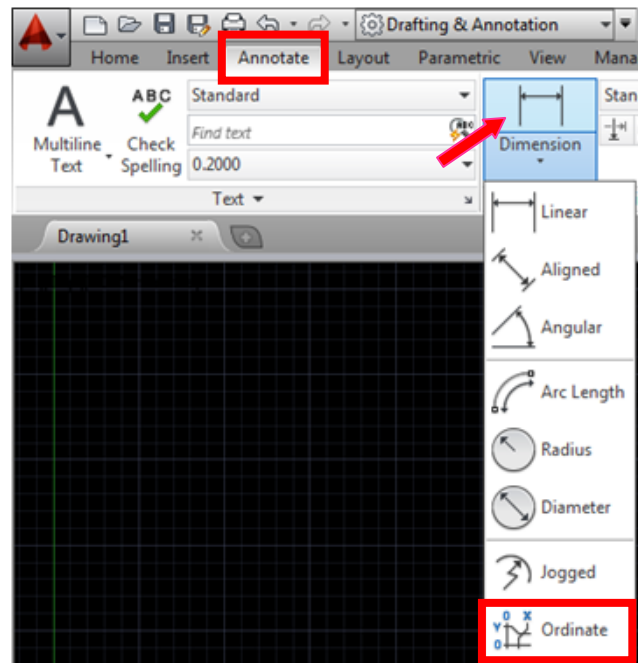 Drafting & Annotation
Home Insert Annotate Layout Parametric View Mana
A
Multiline Text
ABC
Check Spelling
Standard
Find text
0.2000
Text
Dimension
Stan
Drawing1
Linear
Aligned
Angular
Arc Length
Radius
Diameter
Jogged
Ordinate